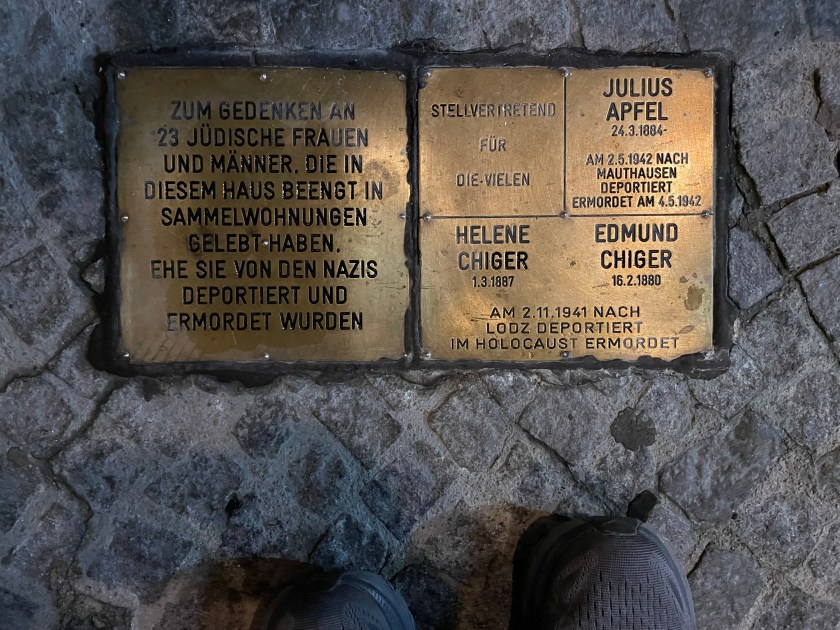 ZUM GEDENKEN AN
23 JÜDISCHE FRAUEN
UND MÄNNER, DIE IN
DIESEM HAUS BEENGT IN
SAMMELWOHNUNGEN
GELEBT HABEN.
EHE SIE VON DEN NAZIS
DEPORTIERT UND
ERMORDET WURDEN
STELLVERTRETEND
FÜR
DIE VIELEN
JULIUS
APFEL
24.3.1884-
AM 2.5.1942 NACH
MAUTHAUSEN
DEPORTIERT
ERMORDET AM 4.5.1942
HELENE
CHIGER
1.3.1887
EDMUND
CHIGER
16.2.1880
AM 2.11.1941 NACH
LODZ DEPORTIERT
IM HOLOCAUST ERMORDET